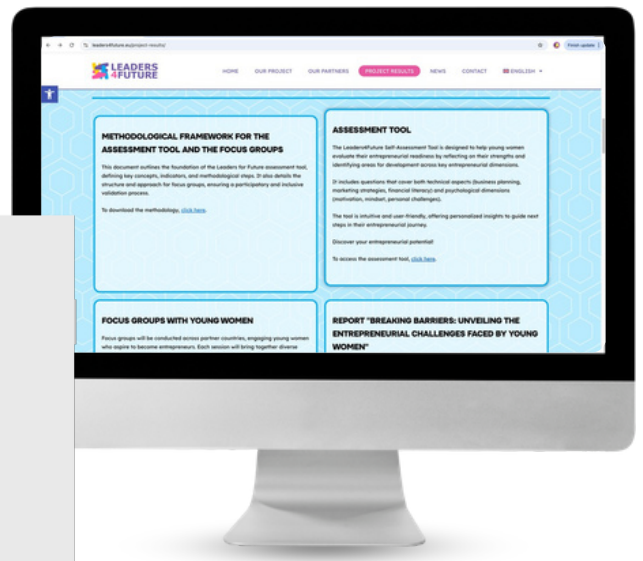 leaders4future.eu/project-results/
Finish update
LEADERS
4FUTURE
HOME OUR PROJECT OUR PARTNERS PROJECT RESULTS NEWS CONTACT ENGLISH
METHODOLOGICAL FRAMEWORK FOR THE
ASSESSMENT TOOL AND THE FOCUS GROUPS
This document outlines the foundation of the Leaders for Future assessment tool,
defining key concepts, indicators, and methodological steps. It also details the
structure and approach for focus groups, ensuring a participatory and inclusive
validation process.
To download the methodology, click here.
ASSESSMENT TOOL
The Leaders4Future Self-Assessment Tool is designed to help young women
evaluate their entrepreneurial readiness by reflecting on their strengths and
identifying areas for development across key entrepreneurial dimensions.
It includes questions that cover both technical aspects (business planning,
marketing strategies, financial literacy) and psychological dimensions
(motivation, mindset, personal challenges).
The tool is intuitive and user-friendly, offering personalized insights to guide next
steps in their entrepreneurial journey.
Discover your entrepreneurial potential!
To access the assessment tool, click here.
FOCUS GROUPS WITH YOUNG WOMEN
Focus groups will be conducted across partner countries, engaging young women
who aspire to become entrepreneurs. Each session will bring together diverse
REPORT "BREAKING BARRIERS: UNVEILING THE
ENTREPRENEURIAL CHALLENGES FACED BY YOUNG
WOMEN"